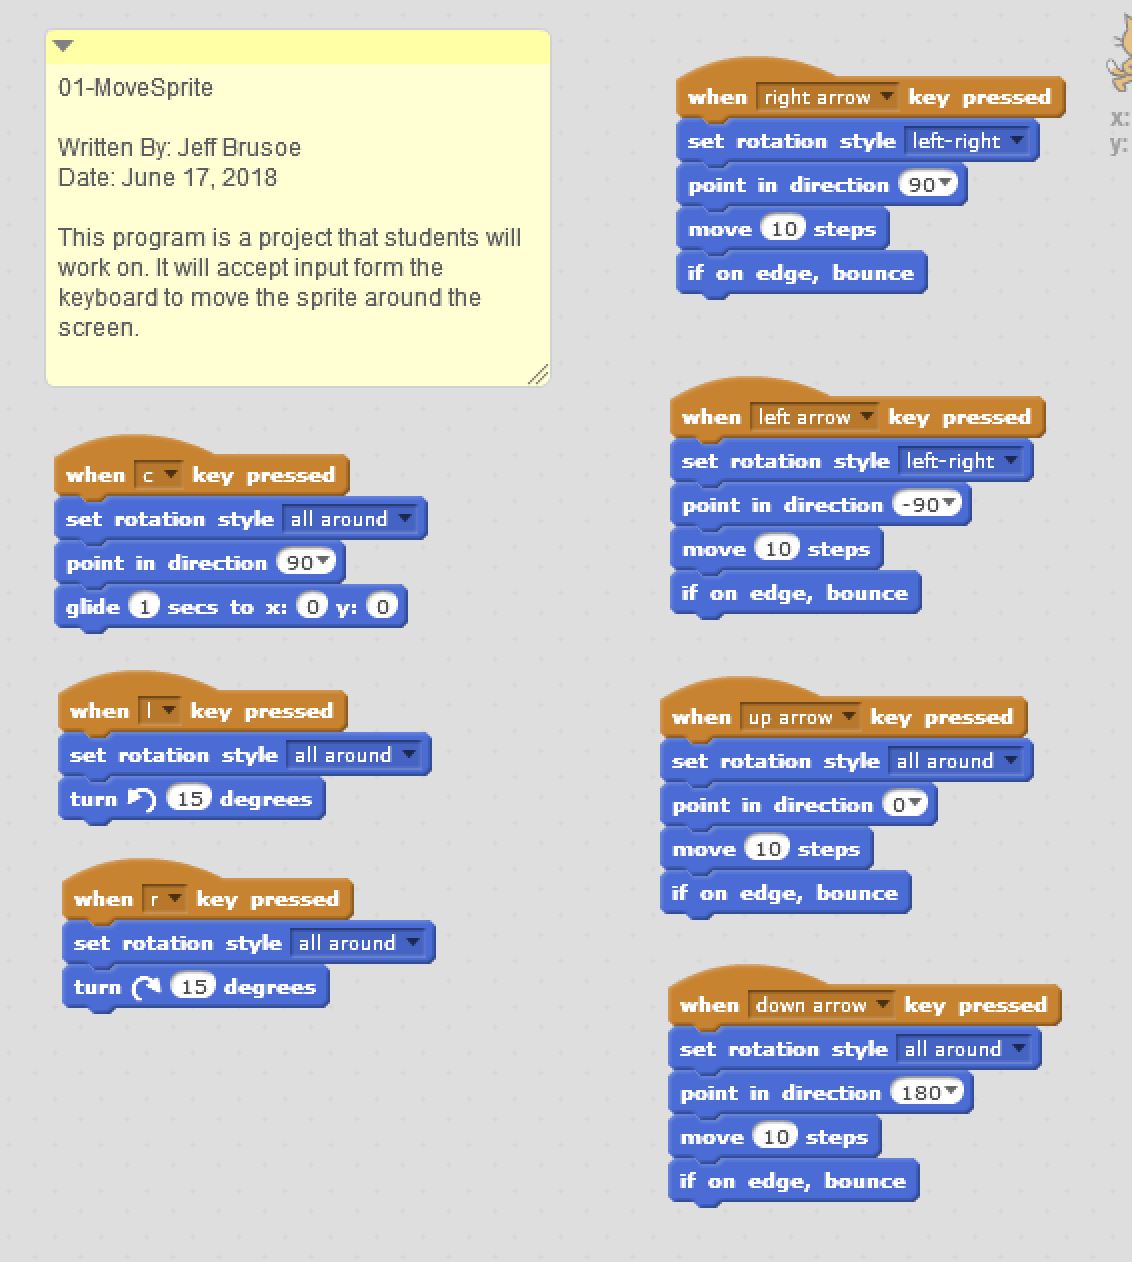 01-MoveSprite
Written By: Jeff Brusoe
Date: June 17, 2018
This program is a project that students will
work on. It will accept input form the
keyboard to move the sprite around the
screen.
when c key pressed
set rotation style all around
point in direction 90
glide 1 secs to x: 0 y: 0
when l key pressed
set rotation style all around
turn 15 degrees
when r key pressed
set rotation style all around
turn 15 degrees
when right arrow key pressed
set rotation style left-right
point in direction 90
move 10 steps
if on edge, bounce
when left arrow key pressed
set rotation style left-right
point in direction -90
move 10 steps
if on edge, bounce
when up arrow key pressed
set rotation style all around
point in direction 0
move 10 steps
if on edge, bounce
when down arrow key pressed
set rotation style all around
point in direction 180
move 10 steps
if on edge, bounce
x:
y: